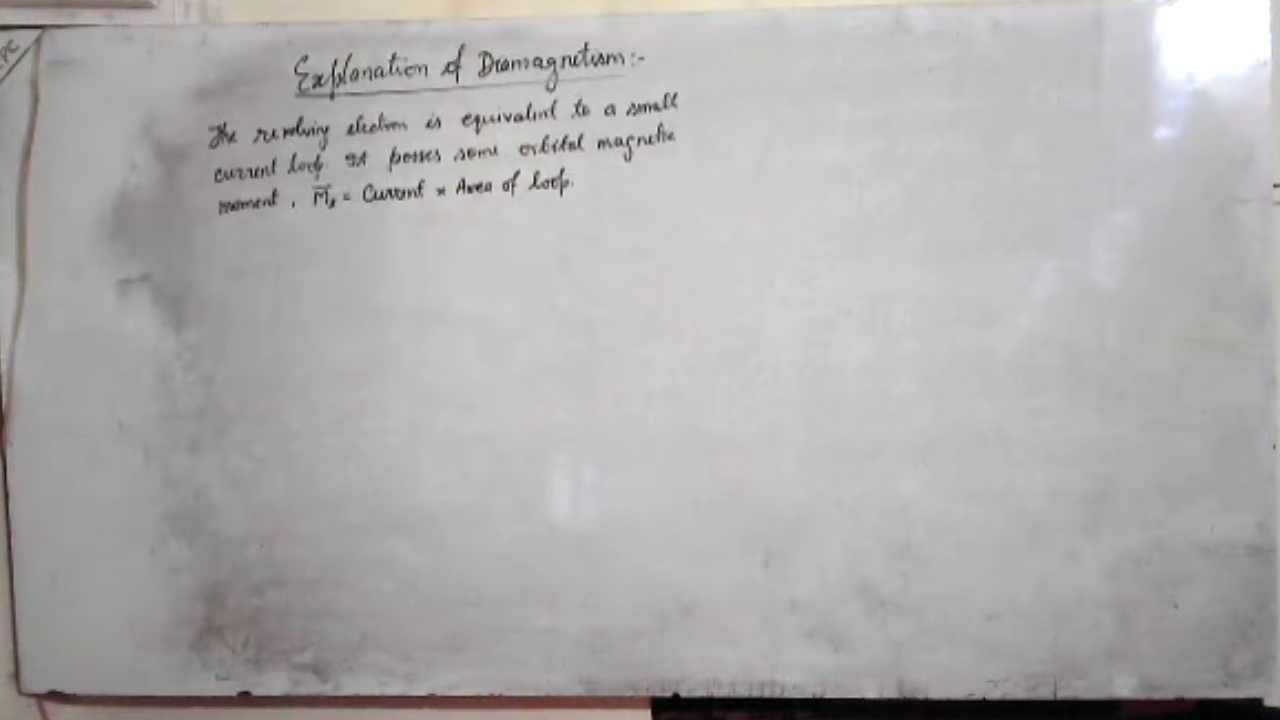 PC
Explanation of Diamagnetism:-
The revolving electron is equivalent to a small
current loop It posses some orbital magnetic
moment, M = Current × Area of loop.